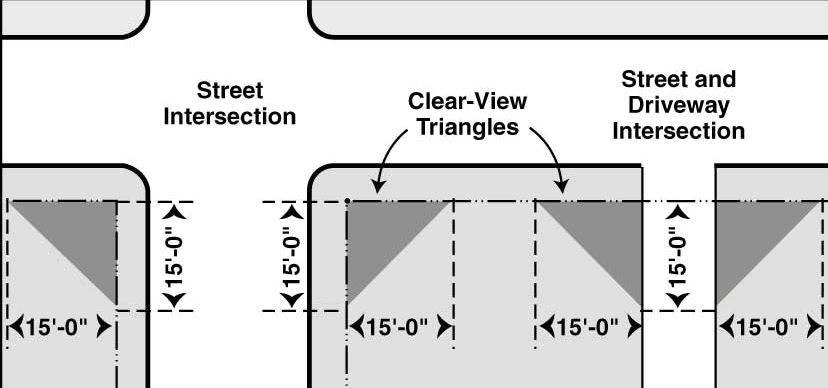 Street
Intersection
Clear-View
Triangles
Street and
Driveway
Intersection
15'-0"
15'-0"
15'-0"
15'-0"
15'-0"
15'-0"
15'-0"